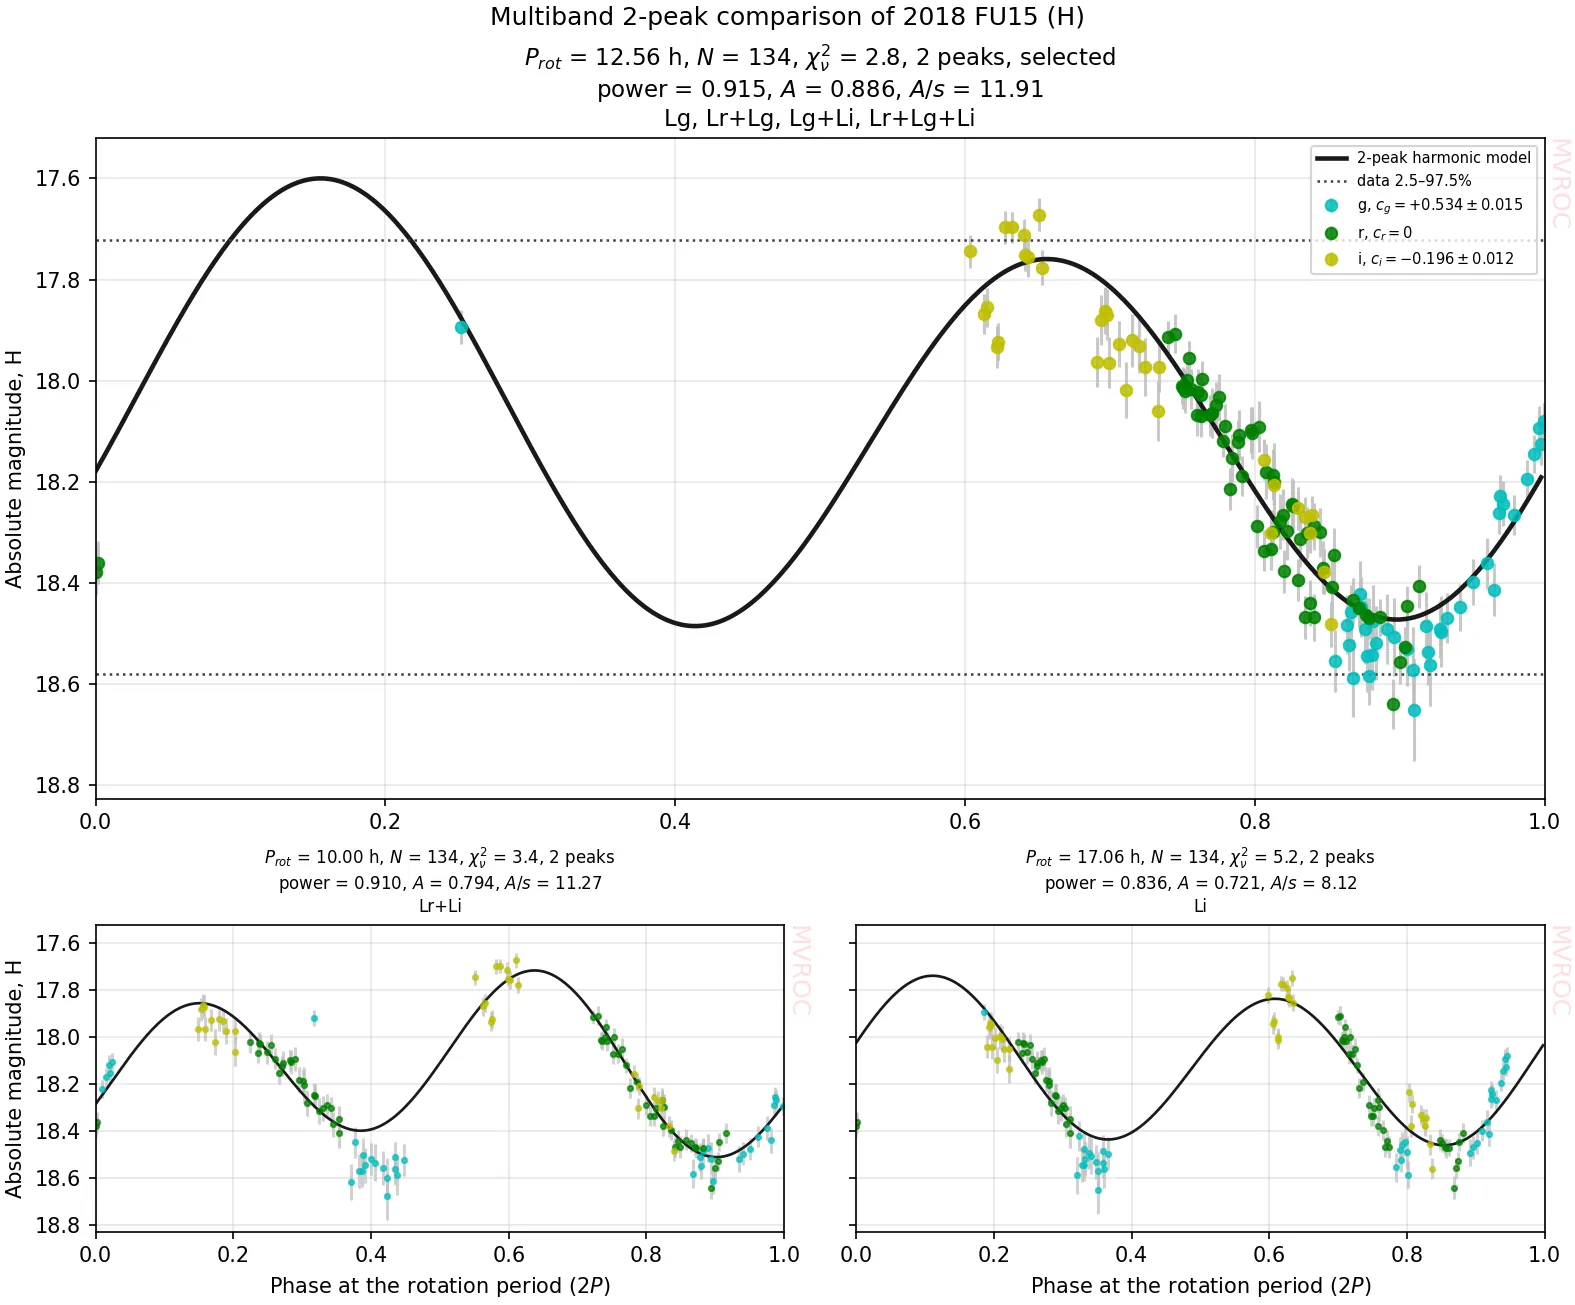 Multiband 2-peak comparison of 2018 FU15 (H)
P_rot = 12.56 h, N = 134, χ²_ν = 2.8, 2 peaks, selected
power = 0.915, A = 0.886, A/s = 11.91
Lg, Lr+Lg, Lg+Li, Lr+Lg+Li
2-peak harmonic model
data 2.5–97.5%
g, c_g = +0.534 ± 0.015
r, c_r = 0
i, c_i = −0.196 ± 0.012
MVROC
Absolute magnitude, H
17.6
17.8
18.0
18.2
18.4
18.6
18.8
0.0 0.2 0.4 0.6 0.8 1.0
P_rot = 10.00 h, N = 134, χ²_ν = 3.4, 2 peaks
power = 0.910, A = 0.794, A/s = 11.27
Lr+Li
MVROC
Absolute magnitude, H
17.6
17.8
18.0
18.2
18.4
18.6
18.8
0.0 0.2 0.4 0.6 0.8 1.0
Phase at the rotation period (2P)
P_rot = 17.06 h, N = 134, χ²_ν = 5.2, 2 peaks
power = 0.836, A = 0.721, A/s = 8.12
Li
MVROC
0.0 0.2 0.4 0.6 0.8 1.0
Phase at the rotation period (2P)